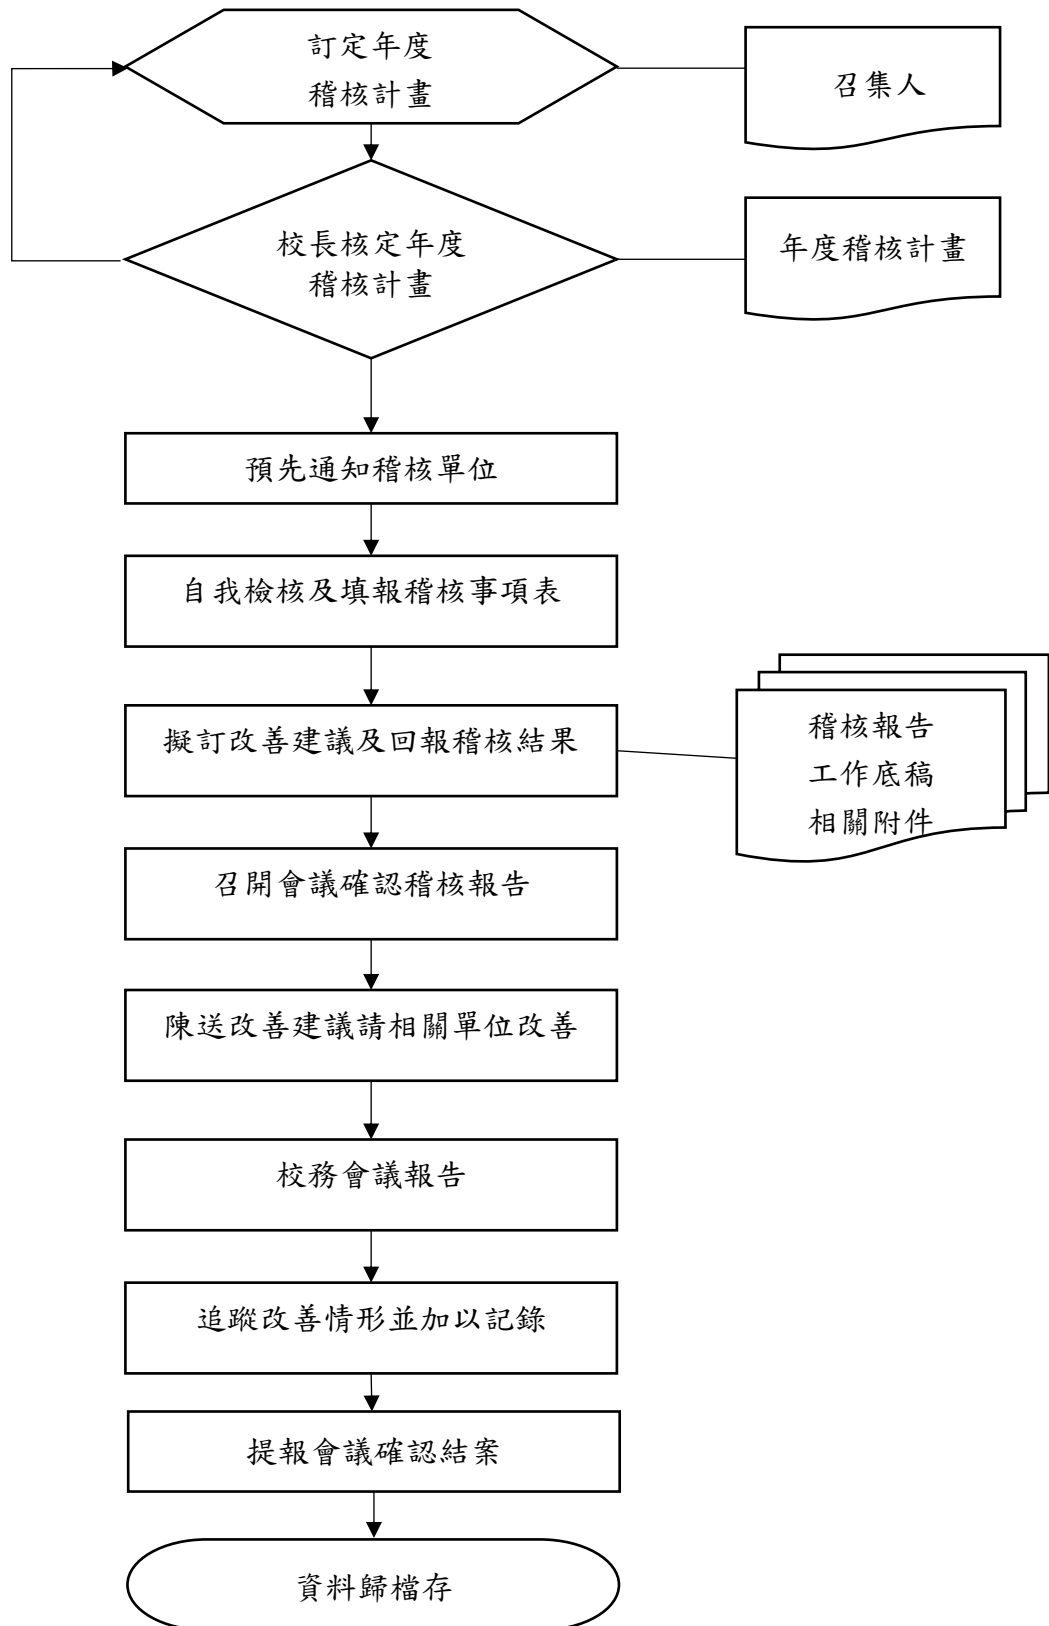 訂定年度
稽核計畫
召集人
校長核定年度
稽核計畫
年度稽核計畫
預先通知稽核單位
自我檢核及填報稽核事項表
擬訂改善建議及回報稽核結果
稽核報告
工作底稿
相關附件
召開會議確認稽核報告
陳送改善建議請相關單位改善
校務會議報告
追蹤改善情形並加以記錄
提報會議確認結案
資料歸檔存